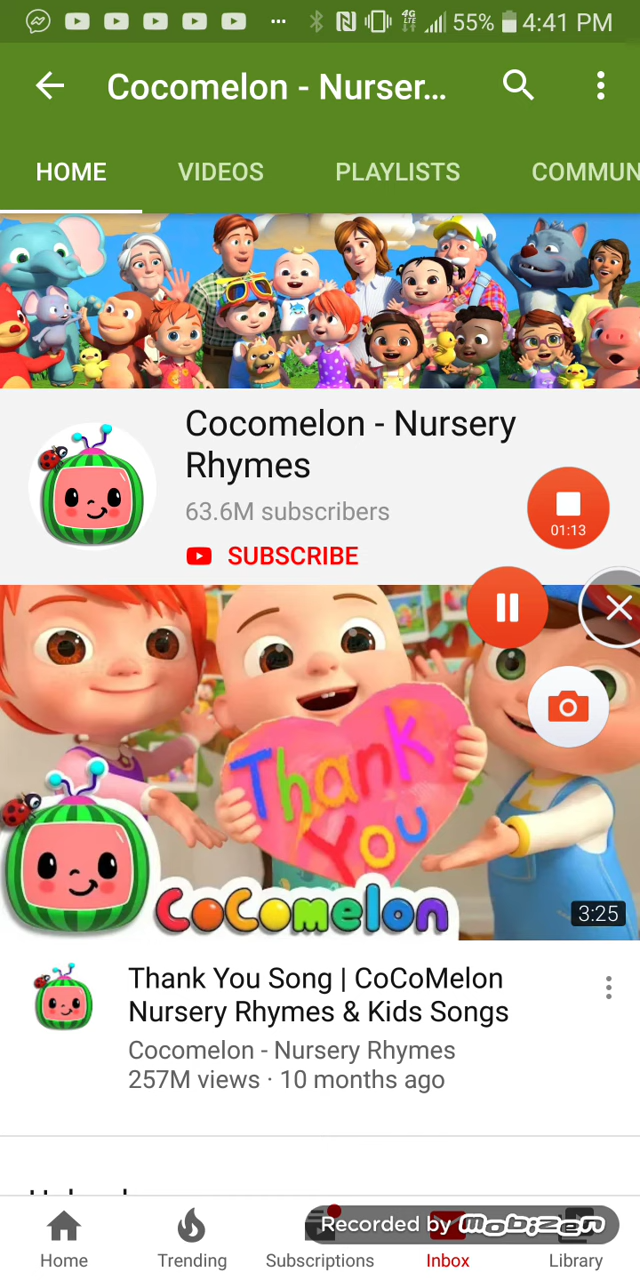 4G LTE 55% 4:41 PM
Cocomelon - Nurser...
HOME VIDEOS PLAYLISTS COMMUN
Cocomelon - Nursery
Rhymes
63.6M subscribers
01:13
SUBSCRIBE
Thank
You
CoComelon
3:25
Thank You Song | CoCoMelon
Nursery Rhymes & Kids Songs
Cocomelon - Nursery Rhymes
257M views · 10 months ago
Recorded by mobizen
Home Trending Subscriptions Inbox Library